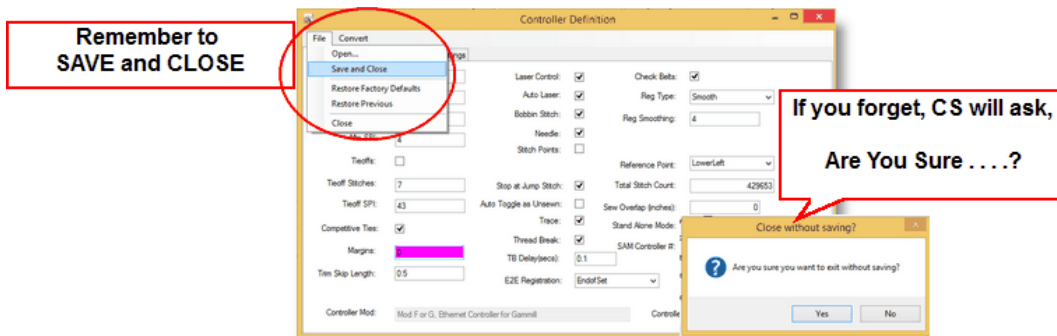 Remember to
SAVE and CLOSE
Controller Definition
File Convert
Open...
Save and Close
Restore Factory Defaults
Restore Previous
Close
Laser Control:
Auto Laser:
Bobbin Stitch:
Needle:
Stitch Points:
Check Belts:
Reg Type: Smooth
Reg Smoothing: 4
4
Tieoffs:
Tieoff Stitches: 7
Tieoff SPI: 43
Competitive Ties:
Margins:
Trim Skip Length: 0.5
Stop at Jump Stitch:
Auto Toggle as Unsewn:
Trace:
Thread Break:
TB Delay(secs): 0.1
E2E Registration: EndofSet
Reference Point: LowerLeft
Total Stitch Count: 429653
Sew Overlap (inches): 0
Stand Alone Mode:
SAM Controller #:
Controller Mod: Mod F or G, Ethernet Controller for Gammill
If you forget, CS will ask,
Are You Sure . . . .?
Close without saving?
Are you sure you want to exit without saving?
Yes No